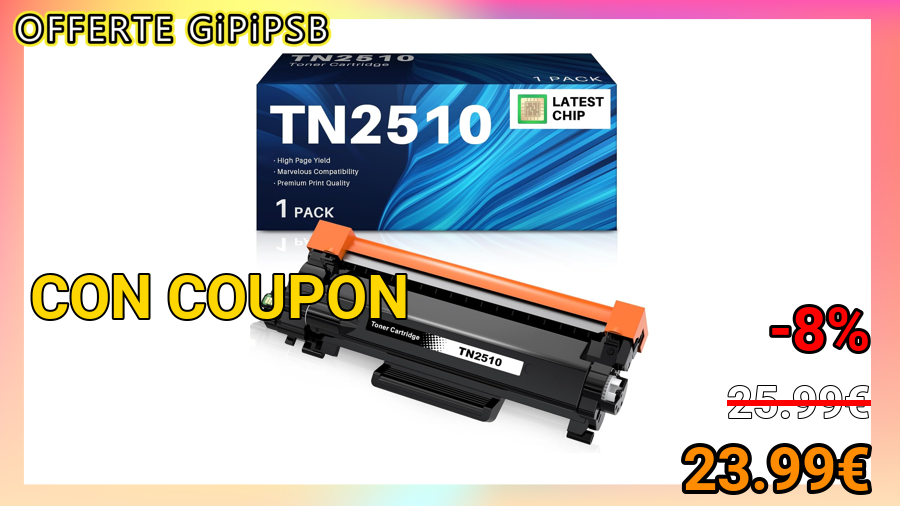 OFFERTE GiPiPSB
TN2510
Toner Cartridge
1 PACK
TN2510
LATEST
CHIP
· High Page Yield
· Marvelous Compatibility
· Premium Print Quality
1 PACK
CON COUPON
Toner Cartridge
TN2510
-8%
25.99€
23.99€